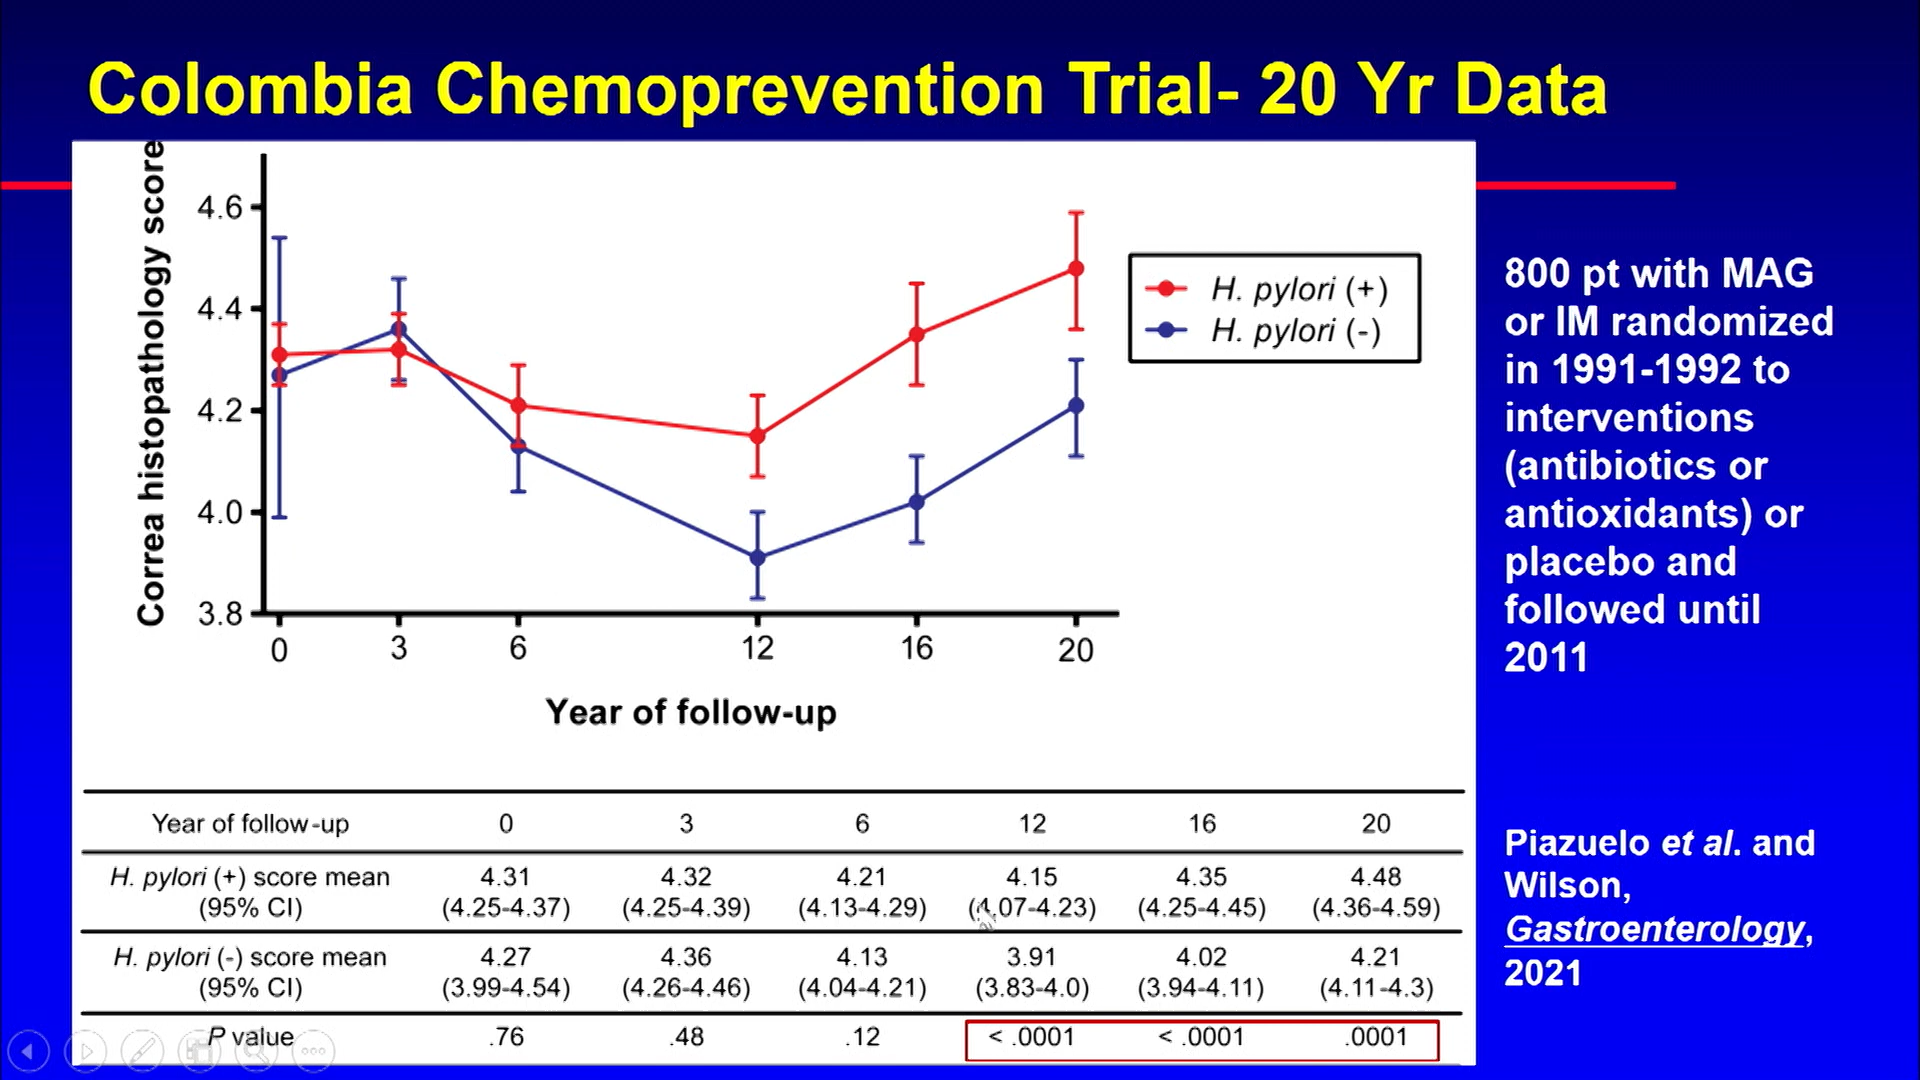 Colombia Chemoprevention Trial- 20 Yr Data
Correa histopathology score
4.6
4.4
4.2
4.0
3.8
0 3 6 12 16 20
Year of follow-up
H. pylori (+)
H. pylori (-)
800 pt with MAG
or IM randomized
in 1991-1992 to
interventions
(antibiotics or
antioxidants) or
placebo and
followed until
2011
Year of follow-up 0 3 6 12 16 20
H. pylori (+) score mean 4.31 4.32 4.21 4.15 4.35 4.48
(95% CI) (4.25-4.37) (4.25-4.39) (4.13-4.29) (4.07-4.23) (4.25-4.45) (4.36-4.59)
H. pylori (-) score mean 4.27 4.36 4.13 3.91 4.02 4.21
(95% CI) (3.99-4.54) (4.26-4.46) (4.04-4.21) (3.83-4.0) (3.94-4.11) (4.11-4.3)
P value .76 .48 .12 < .0001 < .0001 .0001
Piazuelo et al. and
Wilson,
Gastroenterology,
2021